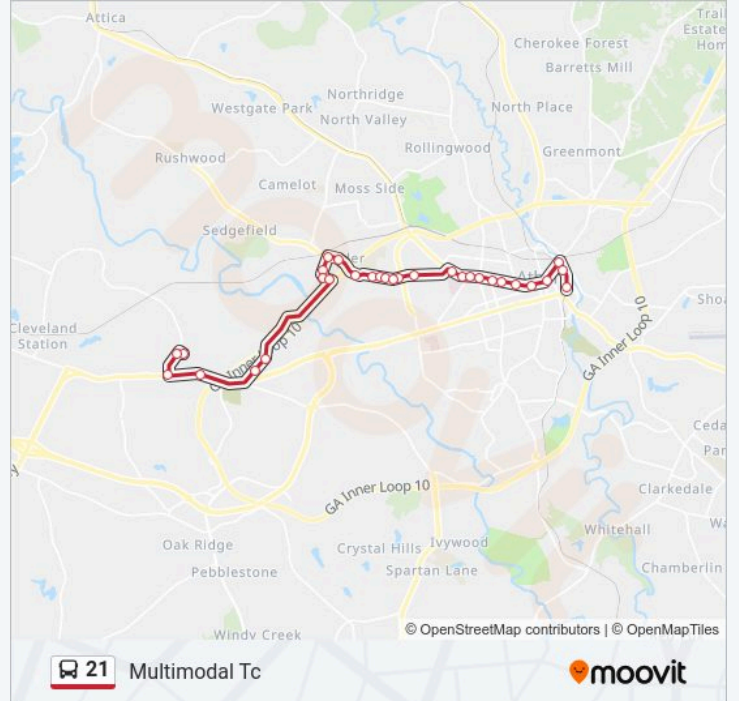 Attica
Trail
Estate
Hom
Cherokee Forest
Barretts Mill
Northridge
Westgate Park
North Valley
North Place
Rollingwood
Greenmont
Rushwood
Camelot
Moss Side
Sedgefield
Cleveland
Station
GA Inner Loop 10
Shoa
GA Inner Loop 10
Ceda
Par
GA Inner Loop 10
Clarkedale
Wa
Whitehall
Oak Ridge
Crystal Hills
Ivywood
Pebblestone
Spartan Lane
Chamberlin
Windy Creek
© OpenStreetMap contributors | © OpenMapTiles
21 Multimodal Tc
moovit